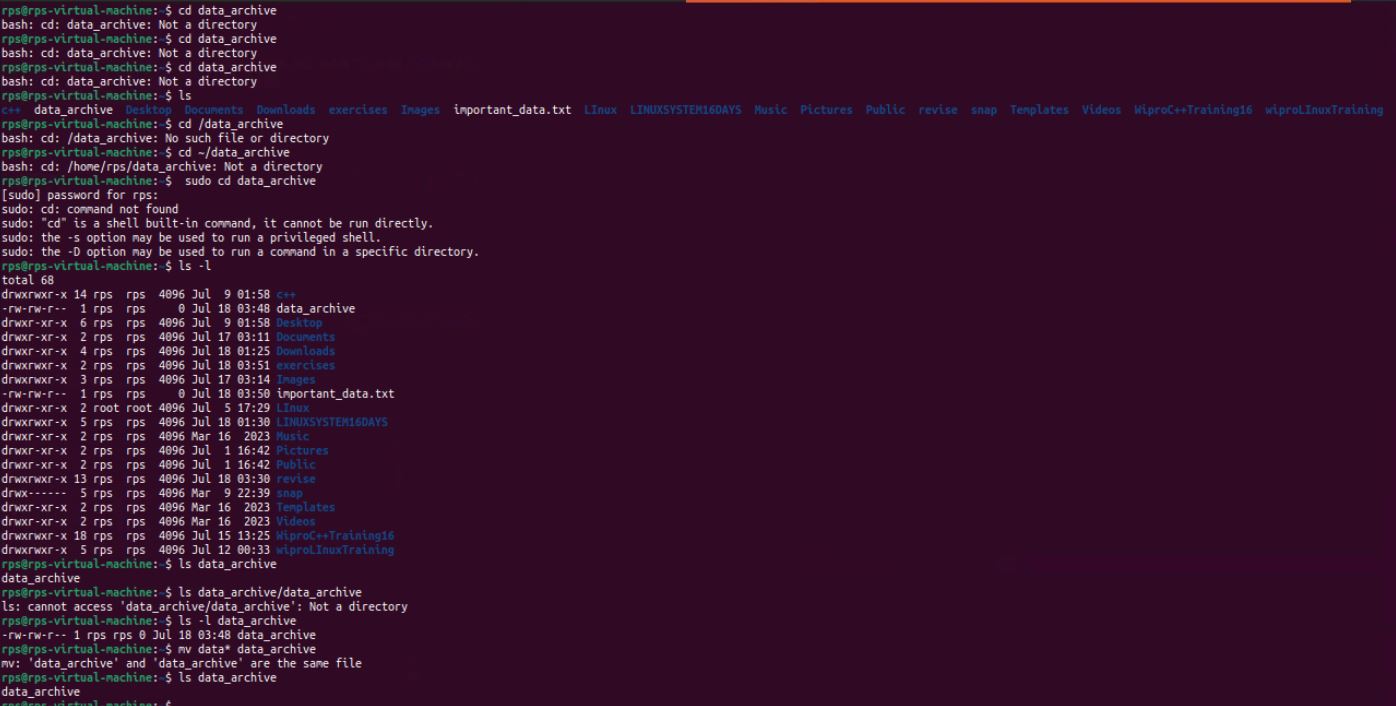 rps@rps-virtual-machine:~$ cd data_archive
bash: cd: data_archive: Not a directory
rps@rps-virtual-machine:~$ cd data_archive
bash: cd: data_archive: Not a directory
rps@rps-virtual-machine:~$ cd data_archive
bash: cd: data_archive: Not a directory
rps@rps-virtual-machine:~$ ls
c++ data_archive Desktop Documents Downloads exercises Images important_data.txt LInux LINUXSYSTEM16DAYS Music Pictures Public revise snap Templates Videos WiproC++Training16 wiproLInuxTraining
rps@rps-virtual-machine:~$ cd /data_archive
bash: cd: /data_archive: No such file or directory
rps@rps-virtual-machine:~$ cd ~/data_archive
bash: cd: /home/rps/data_archive: Not a directory
rps@rps-virtual-machine:~$  sudo cd data_archive
[sudo] password for rps:
sudo: cd: command not found
sudo: "cd" is a shell built-in command, it cannot be run directly.
sudo: the -s option may be used to run a privileged shell.
sudo: the -D option may be used to run a command in a specific directory.
rps@rps-virtual-machine:~$ ls -l
total 68
drwxrwxr-x 14 rps  rps  4096 Jul  9 01:58 c++
-rw-rw-r--  1 rps  rps     0 Jul 18 03:48 data_archive
drwxr-xr-x  6 rps  rps  4096 Jul  9 01:58 Desktop
drwxr-xr-x  2 rps  rps  4096 Jul 17 03:11 Documents
drwxr-xr-x  4 rps  rps  4096 Jul 18 01:25 Downloads
drwxrwxr-x  2 rps  rps  4096 Jul 18 03:51 exercises
drwxrwxr-x  3 rps  rps  4096 Jul 17 03:14 Images
-rw-rw-r--  1 rps  rps     0 Jul 18 03:50 important_data.txt
drwxr-xr-x  2 root root 4096 Jul  5 17:29 LInux
drwxrwxr-x  5 rps  rps  4096 Jul 18 01:30 LINUXSYSTEM16DAYS
drwxr-xr-x  2 rps  rps  4096 Mar 16  2023 Music
drwxr-xr-x  2 rps  rps  4096 Jul  1 16:42 Pictures
drwxr-xr-x  2 rps  rps  4096 Jul  1 16:42 Public
drwxrwxr-x 13 rps  rps  4096 Jul 18 03:30 revise
drwx------  5 rps  rps  4096 Mar  9 22:39 snap
drwxr-xr-x  2 rps  rps  4096 Mar 16  2023 Templates
drwxr-xr-x  2 rps  rps  4096 Mar 16  2023 Videos
drwxrwxr-x 18 rps  rps  4096 Jul 15 13:25 WiproC++Training16
drwxrwxr-x  5 rps  rps  4096 Jul 12 00:33 wiproLInuxTraining
rps@rps-virtual-machine:~$ ls data_archive
data_archive
rps@rps-virtual-machine:~$ ls data_archive/data_archive
ls: cannot access 'data_archive/data_archive': Not a directory
rps@rps-virtual-machine:~$ ls -l data_archive
-rw-rw-r-- 1 rps rps 0 Jul 18 03:48 data_archive
rps@rps-virtual-machine:~$ mv data* data_archive
mv: 'data_archive' and 'data_archive' are the same file
rps@rps-virtual-machine:~$ ls data_archive
data_archive
rps@rps-virtual-machine:~$